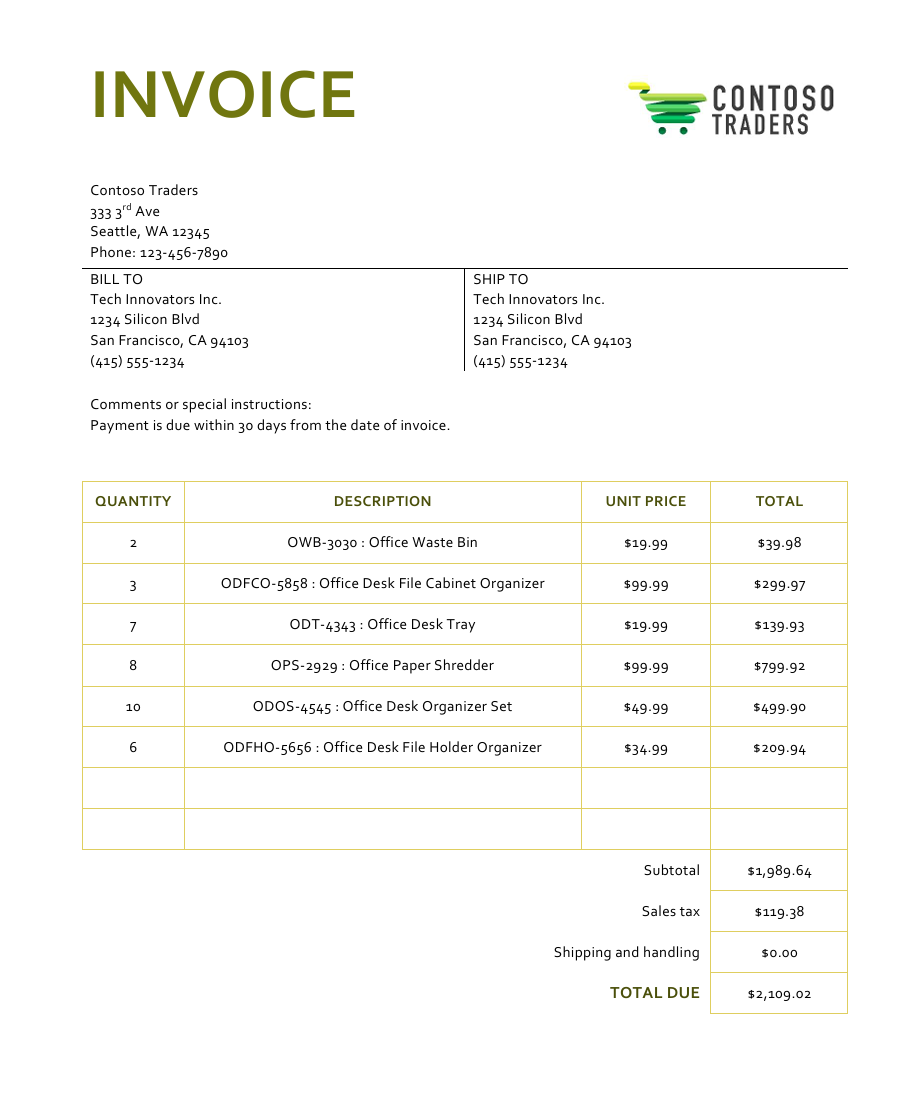 INVOICE
CONTOSO
TRADERS
Contoso Traders
333 3rd Ave
Seattle, WA 12345
Phone: 123-456-7890
BILL TO
Tech Innovators Inc.
1234 Silicon Blvd
San Francisco, CA 94103
(415) 555-1234
SHIP TO
Tech Innovators Inc.
1234 Silicon Blvd
San Francisco, CA 94103
(415) 555-1234
Comments or special instructions:
Payment is due within 30 days from the date of invoice.
QUANTITY DESCRIPTION UNIT PRICE TOTAL
2 OWB-3030 : Office Waste Bin $19.99 $39.98
3 ODFCO-5858 : Office Desk File Cabinet Organizer $99.99 $299.97
7 ODT-4343 : Office Desk Tray $19.99 $139.93
8 OPS-2929 : Office Paper Shredder $99.99 $799.92
10 ODOS-4545 : Office Desk Organizer Set $49.99 $499.90
6 ODFHO-5656 : Office Desk File Holder Organizer $34.99 $209.94
Subtotal $1,989.64
Sales tax $119.38
Shipping and handling $0.00
TOTAL DUE $2,109.02